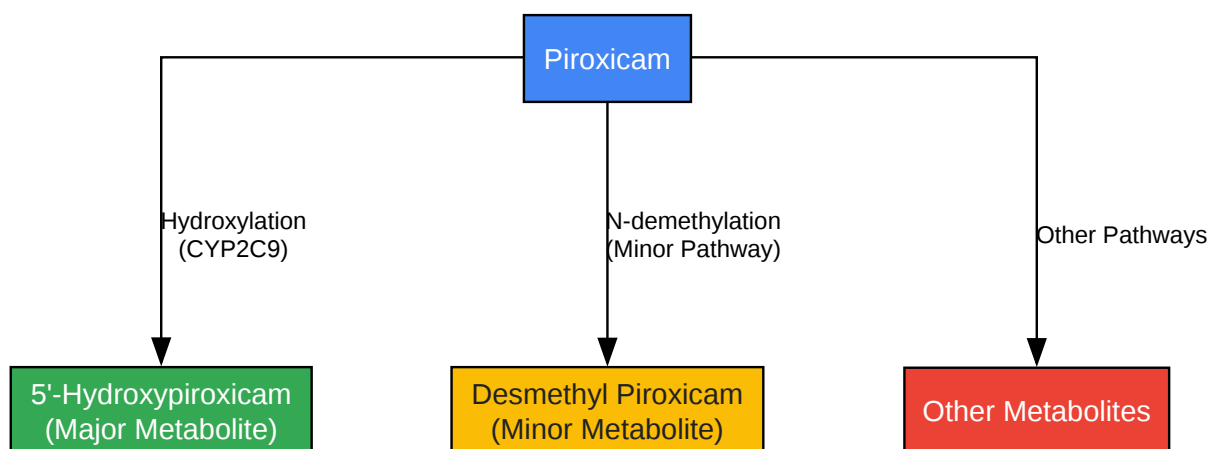 Piroxicam
Hydroxylation
(CYP2C9)
N-demethylation
(Minor Pathway)
Other Pathways
5'-Hydroxypiroxicam
(Major Metabolite)
Desmethyl Piroxicam
(Minor Metabolite)
Other Metabolites